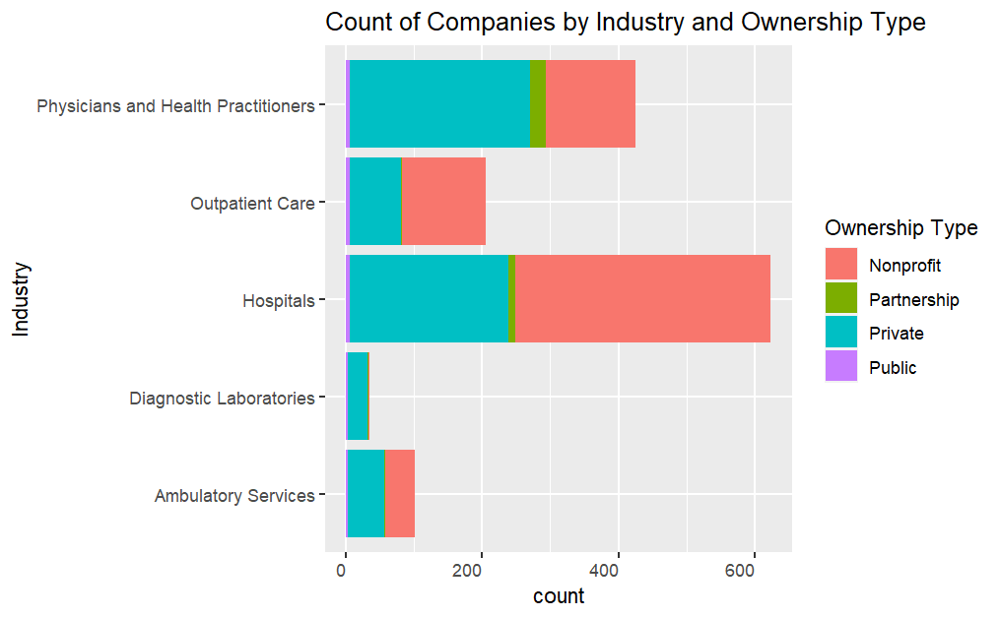 Count of Companies by Industry and Ownership Type
Physicians and Health Practitioners
Outpatient Care
Hospitals
Diagnostic Laboratories
Ambulatory Services
Industry
0 200 400 600
count
Ownership Type
Nonprofit
Partnership
Private
Public